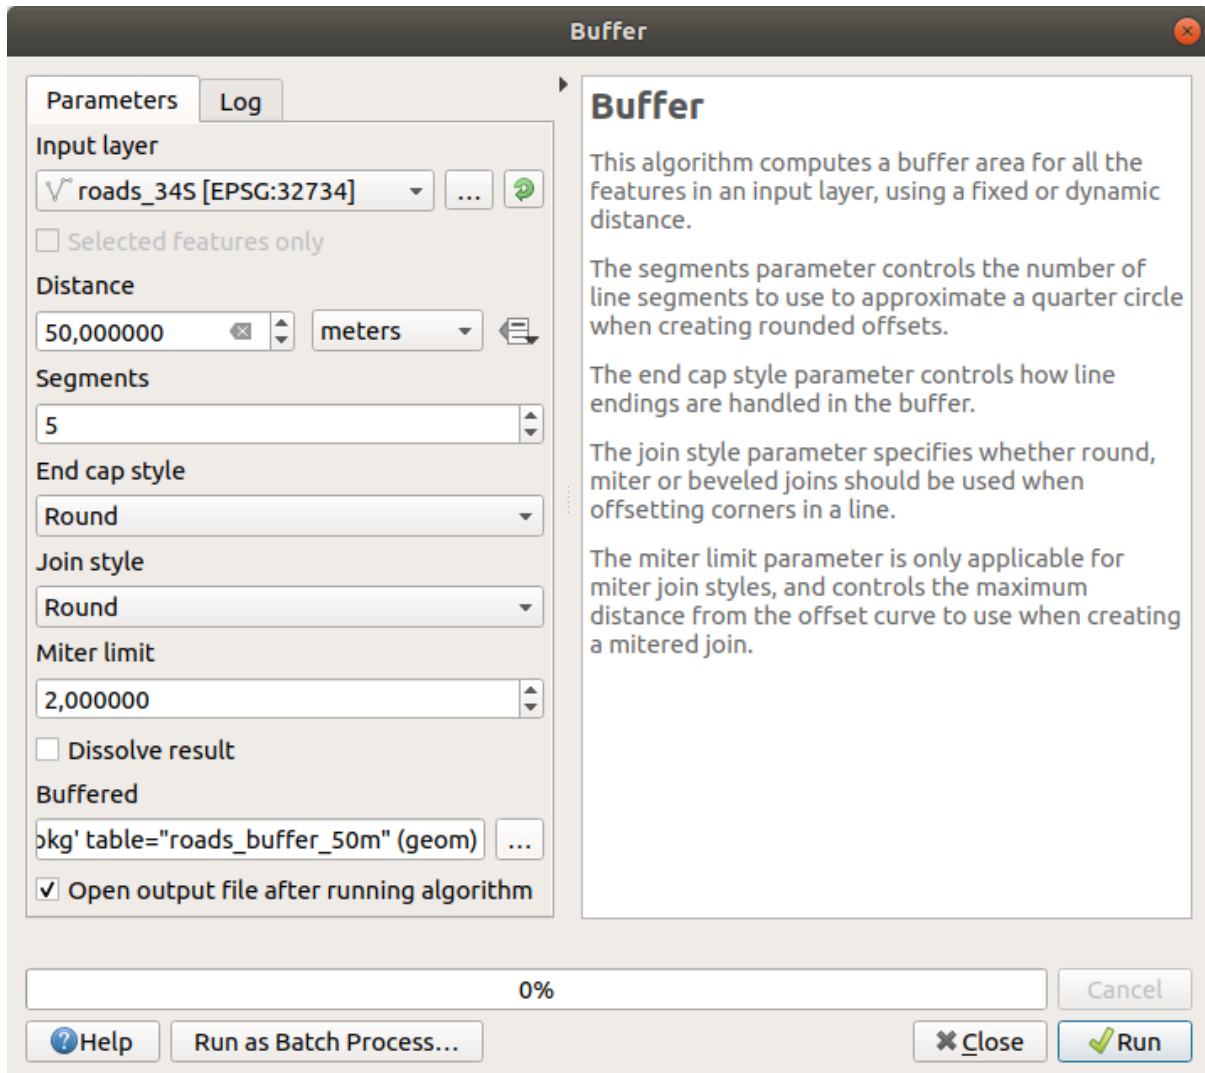 Buffer
Parameters
Log
Input layer
roads_34S [EPSG:32734]
...
Selected features only
Distance
50,000000
meters
Segments
5
End cap style
Round
Join style
Round
Miter limit
2,000000
Dissolve result
Buffered
okg' table="roads_buffer_50m" (geom)
...
Open output file after running algorithm
Buffer
This algorithm computes a buffer area for all the
features in an input layer, using a fixed or dynamic
distance.
The segments parameter controls the number of
line segments to use to approximate a quarter circle
when creating rounded offsets.
The end cap style parameter controls how line
endings are handled in the buffer.
The join style parameter specifies whether round,
miter or beveled joins should be used when
offsetting corners in a line.
The miter limit parameter is only applicable for
miter join styles, and controls the maximum
distance from the offset curve to use when creating
a mitered join.
0%
Cancel
Help
Run as Batch Process...
Close
Run